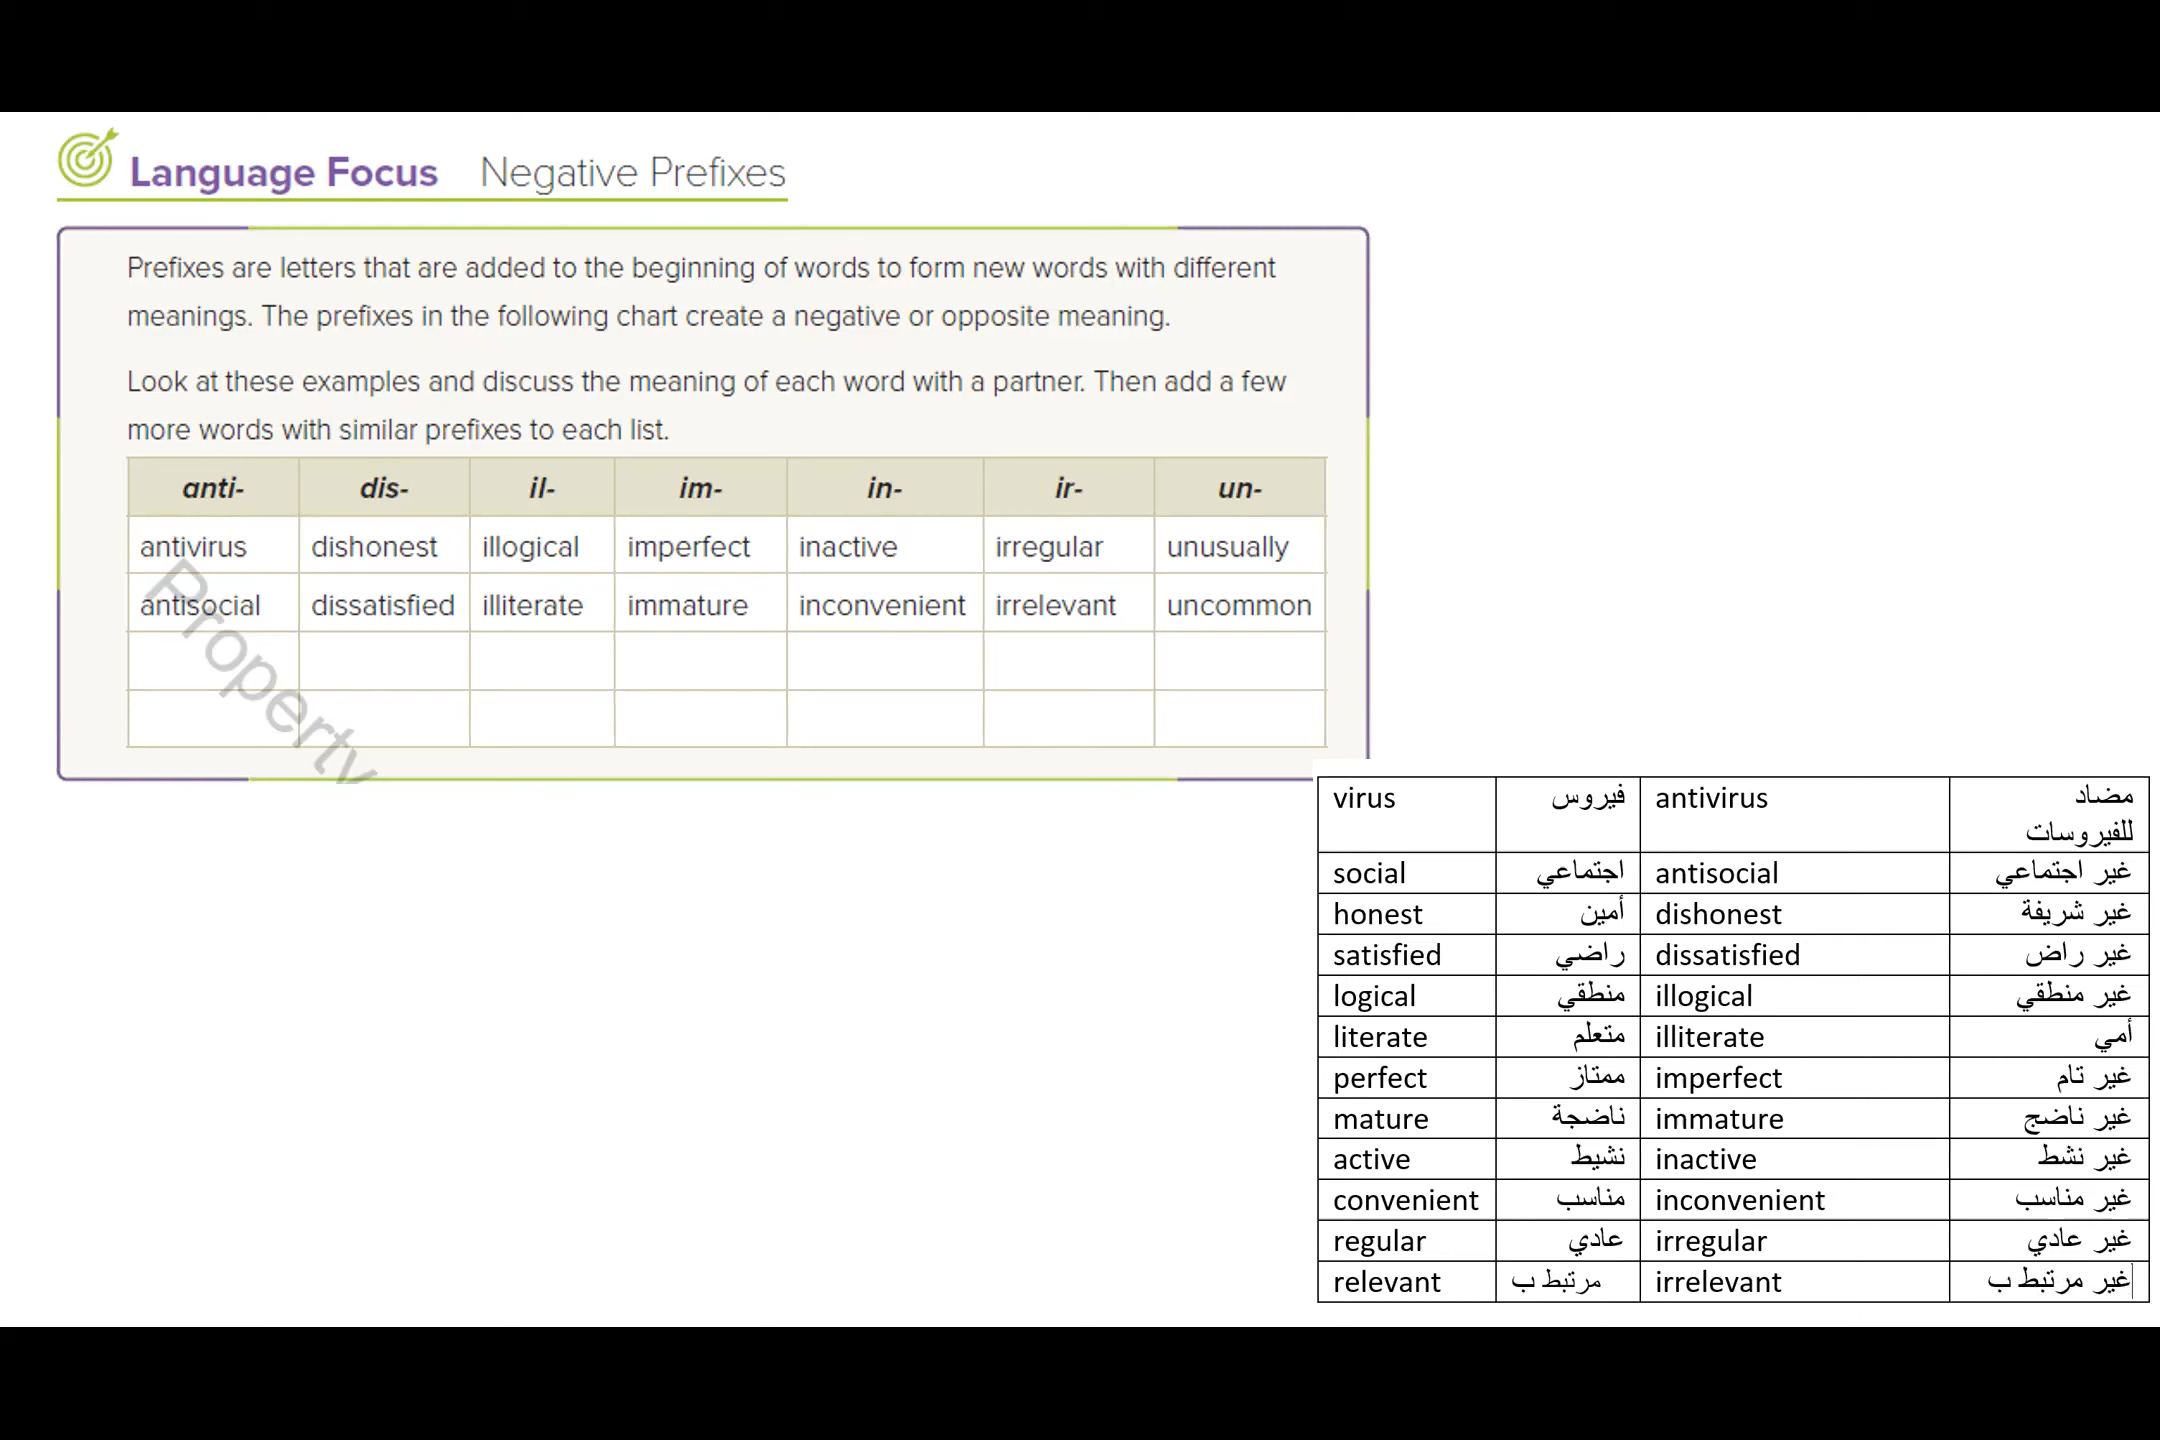 Language Focus Negative Prefixes
Prefixes are letters that are added to the beginning of words to form new words with different
meanings. The prefixes in the following chart create a negative or opposite meaning.
Look at these examples and discuss the meaning of each word with a partner. Then add a few
more words with similar prefixes to each list.
anti- dis- il- im- in- ir- un-
antivirus dishonest illogical imperfect inactive irregular unusually
antisocial dissatisfied illiterate immature inconvenient irrelevant uncommon
Property
virus فيروس antivirus مضاد
للفيروسات
social اجتماعي antisocial غير اجتماعي
honest أمين dishonest غير شريفة
satisfied راضي dissatisfied غير راض
logical منطقي illogical غير منطقي
literate متعلم illiterate أمي
perfect ممتاز imperfect غير تام
mature ناضجة immature غير ناضج
active نشيط inactive غير نشط
convenient مناسب inconvenient غير مناسب
regular عادي irregular غير عادي
relevant مرتبط ب irrelevant غير مرتبط ب